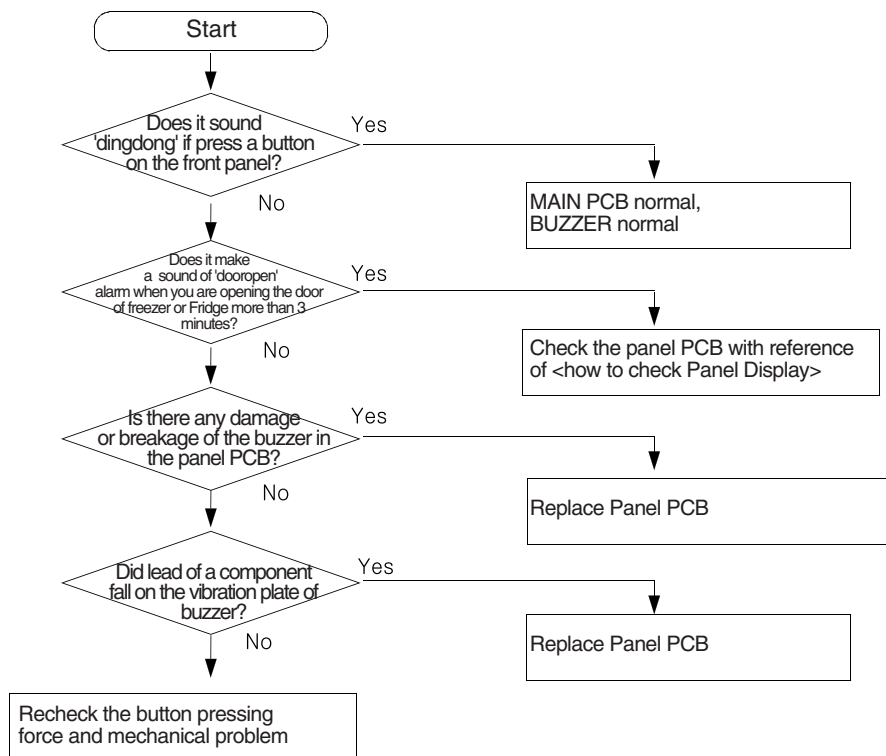 Start
Does it sound
'dingdong' if press a button
on the front panel?
Yes
No
MAIN PCB normal,
BUZZER normal
Does it make
a sound of 'dooropen'
alarm when you are opening the door
of freezer or Fridge more than 3
minutes?
Yes
No
Check the panel PCB with reference
of <how to check Panel Display>
Is there any damage
or breakage of the buzzer in
the panel PCB?
Yes
No
Replace Panel PCB
Did lead of a component
fall on the vibration plate of
buzzer?
Yes
No
Replace Panel PCB
Recheck the button pressing
force and mechanical problem